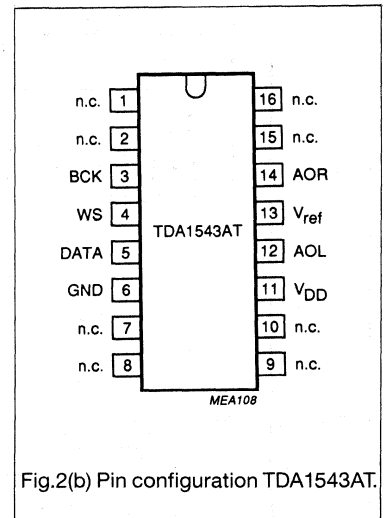 n.c. 1 16 n.c.
n.c. 2 15 n.c.
BCK 3 14 AOR
WS 4 13 Vref
TDA1543AT
DATA 5 12 AOL
GND 6 11 VDD
n.c. 7 10 n.c.
n.c. 8 9 n.c.
MEA108
Fig.2(b) Pin configuration TDA1543AT.